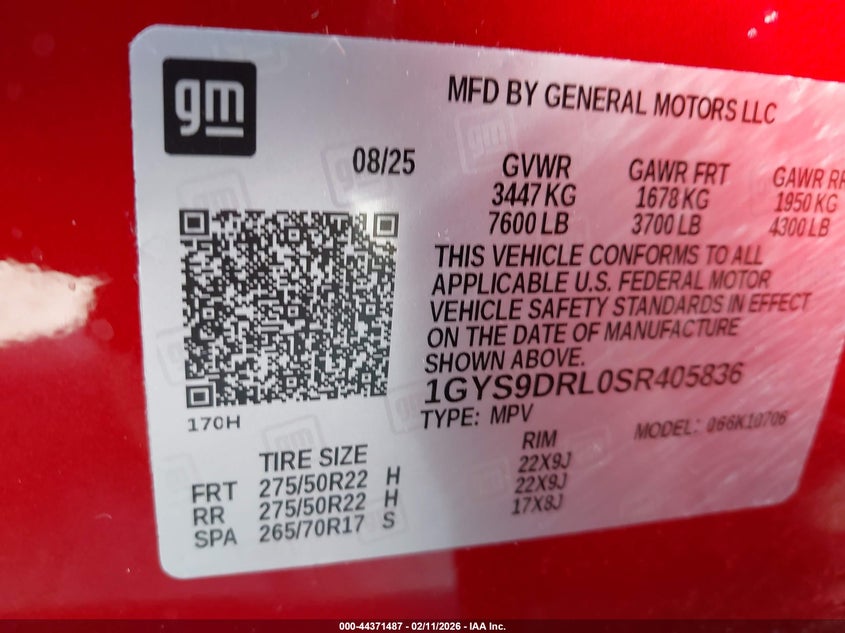 gm
MFD BY GENERAL MOTORS LLC
08/25
GVWR GAWR FRT GAWR RR
3447 KG 1678 KG 1950 KG
7600 LB 3700 LB 4300 LB
THIS VEHICLE CONFORMS TO ALL
APPLICABLE U.S. FEDERAL MOTOR
VEHICLE SAFETY STANDARDS IN EFFECT
ON THE DATE OF MANUFACTURE
SHOWN ABOVE.
1GYS9DRL0SR405836
TYPE: MPV MODEL: 066K10706
170H
TIRE SIZE RIM
FRT 275/50R22 H 22X9J
RR 275/50R22 H 22X9J
SPA 265/70R17 S 17X8J
000-44371487 - 02/11/2026 - IAA Inc.